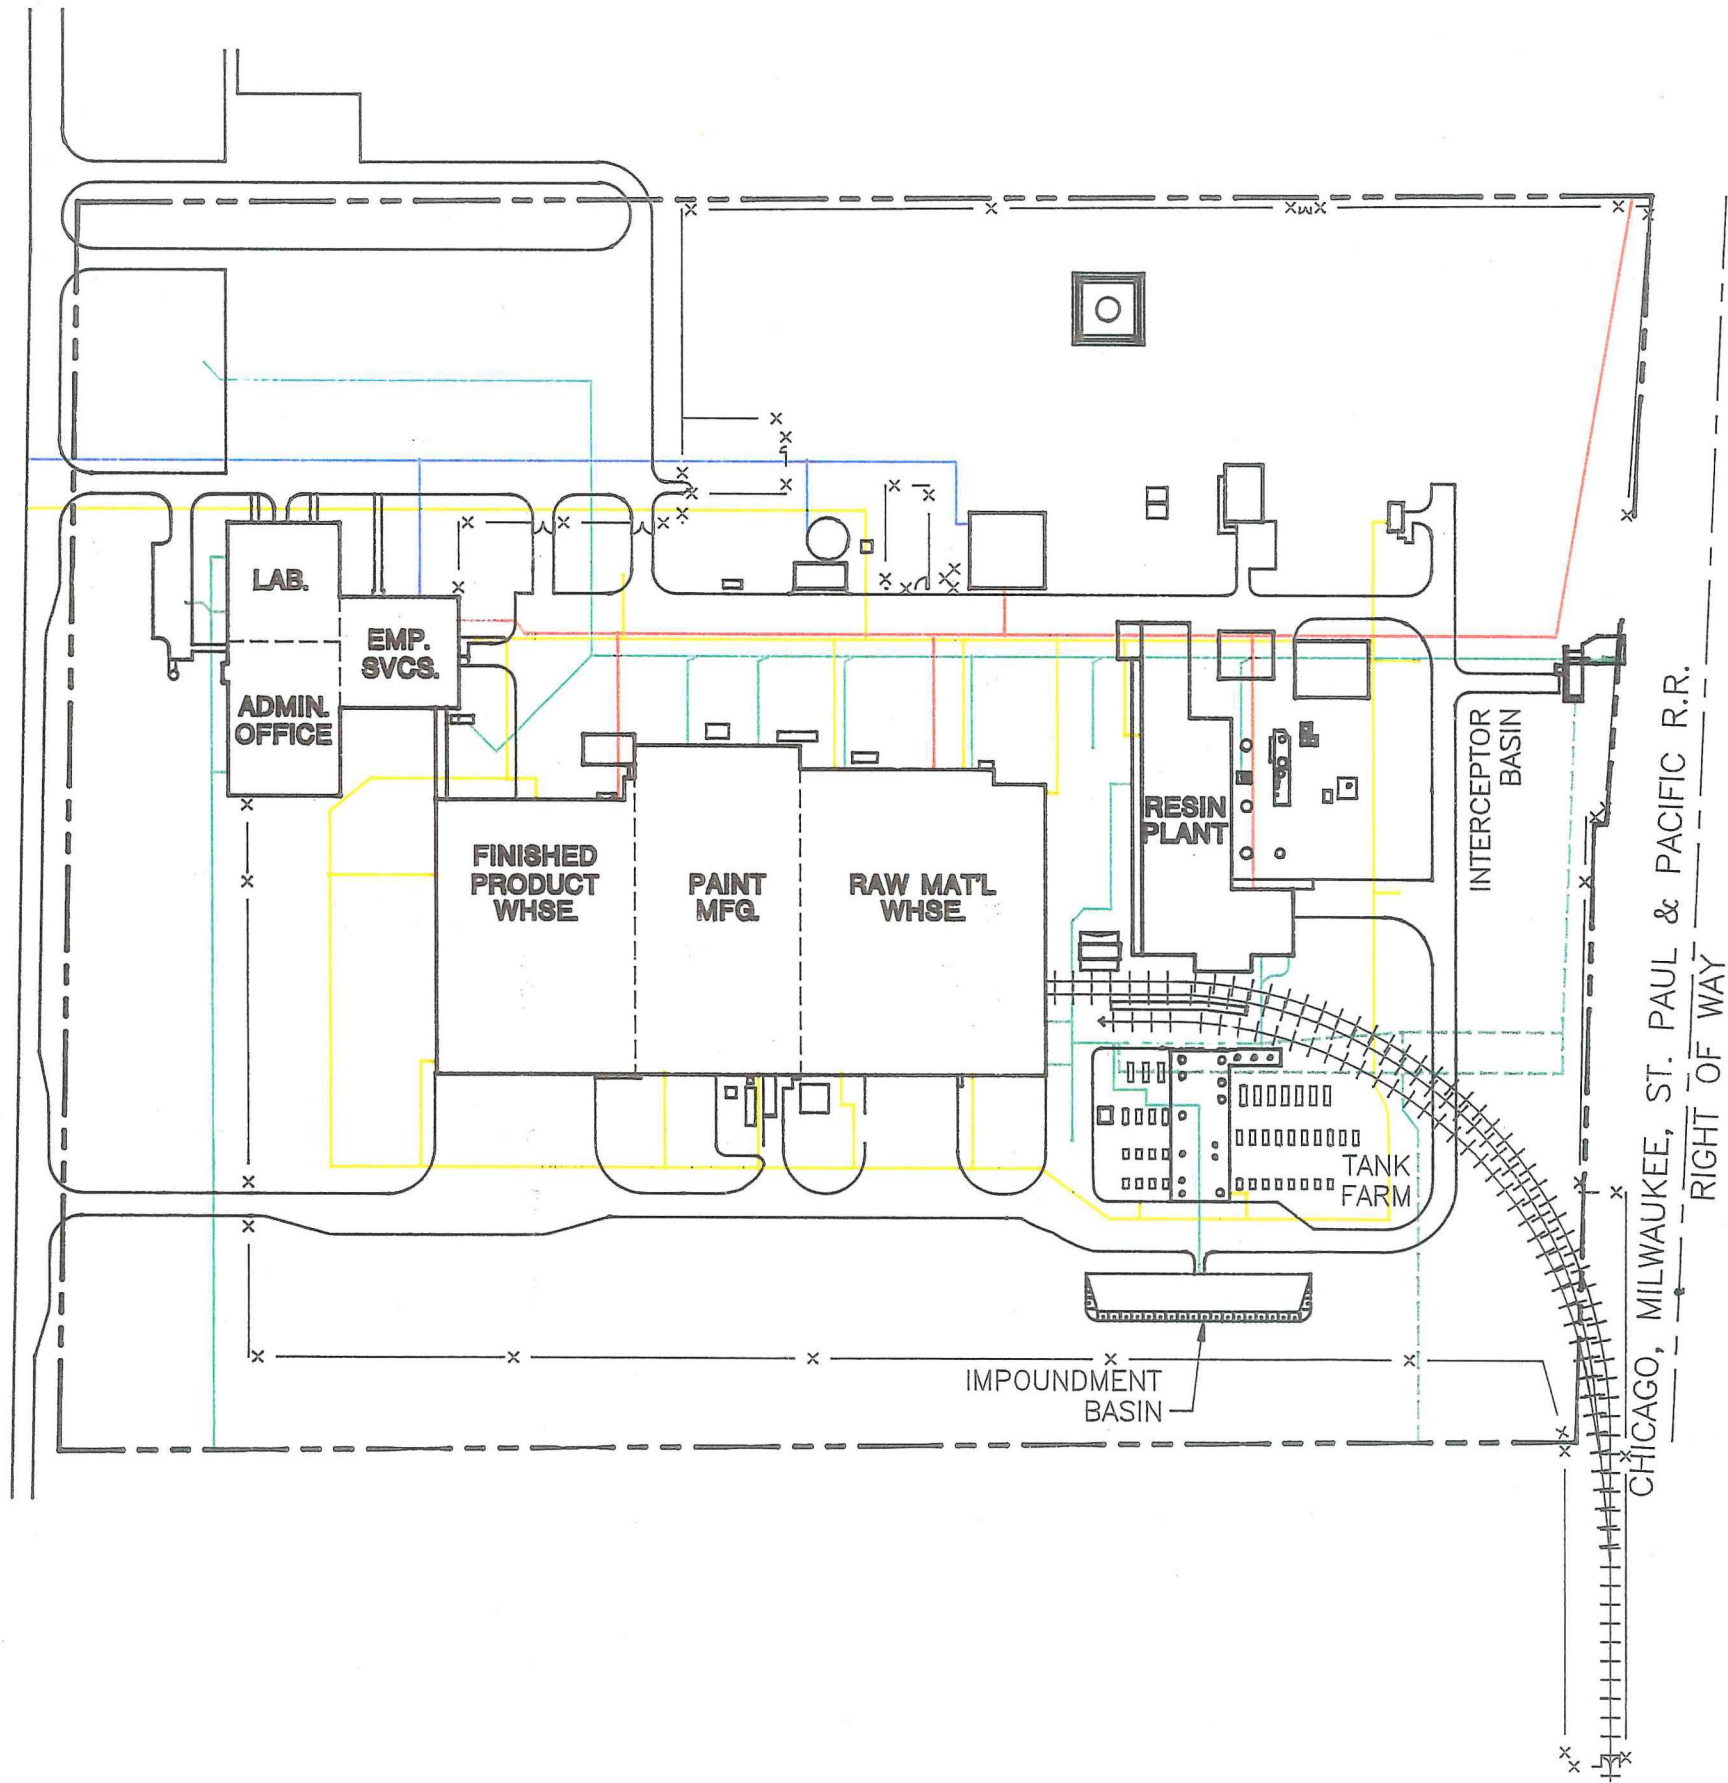 LAB.
EMP.
SVCS.
ADMIN.
OFFICE
FINISHED
PRODUCT
WHSE.
PAINT
MFG.
RAW MAT'L
WHSE.
RESIN
PLANT
INTERCEPTOR
BASIN
TANK
FARM
IMPOUNDMENT
BASIN
CHICAGO, MILWAUKEE, ST. PAUL & PACIFIC R.R.
RIGHT OF WAY